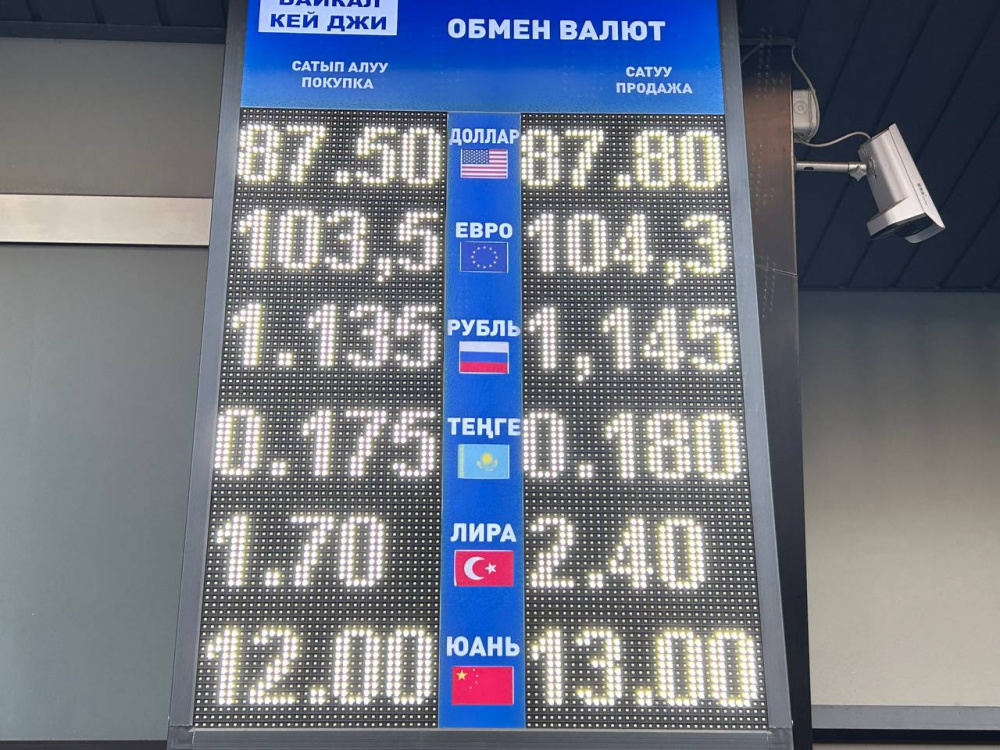 БАЙКАЛ
КЕЙ ДЖИ
ОБМЕН ВАЛЮТ
САТЫП АЛУУ
ПОКУПКА
САТУУ
ПРОДАЖА
87.50 ДОЛЛАР 87.80
103,5 ЕВРО 104,3
1.135 РУБЛЬ 1,145
0.175 ТЕҢГЕ 0.180
1.70 ЛИРА 2.40
12.00 ЮАНЬ 13.00